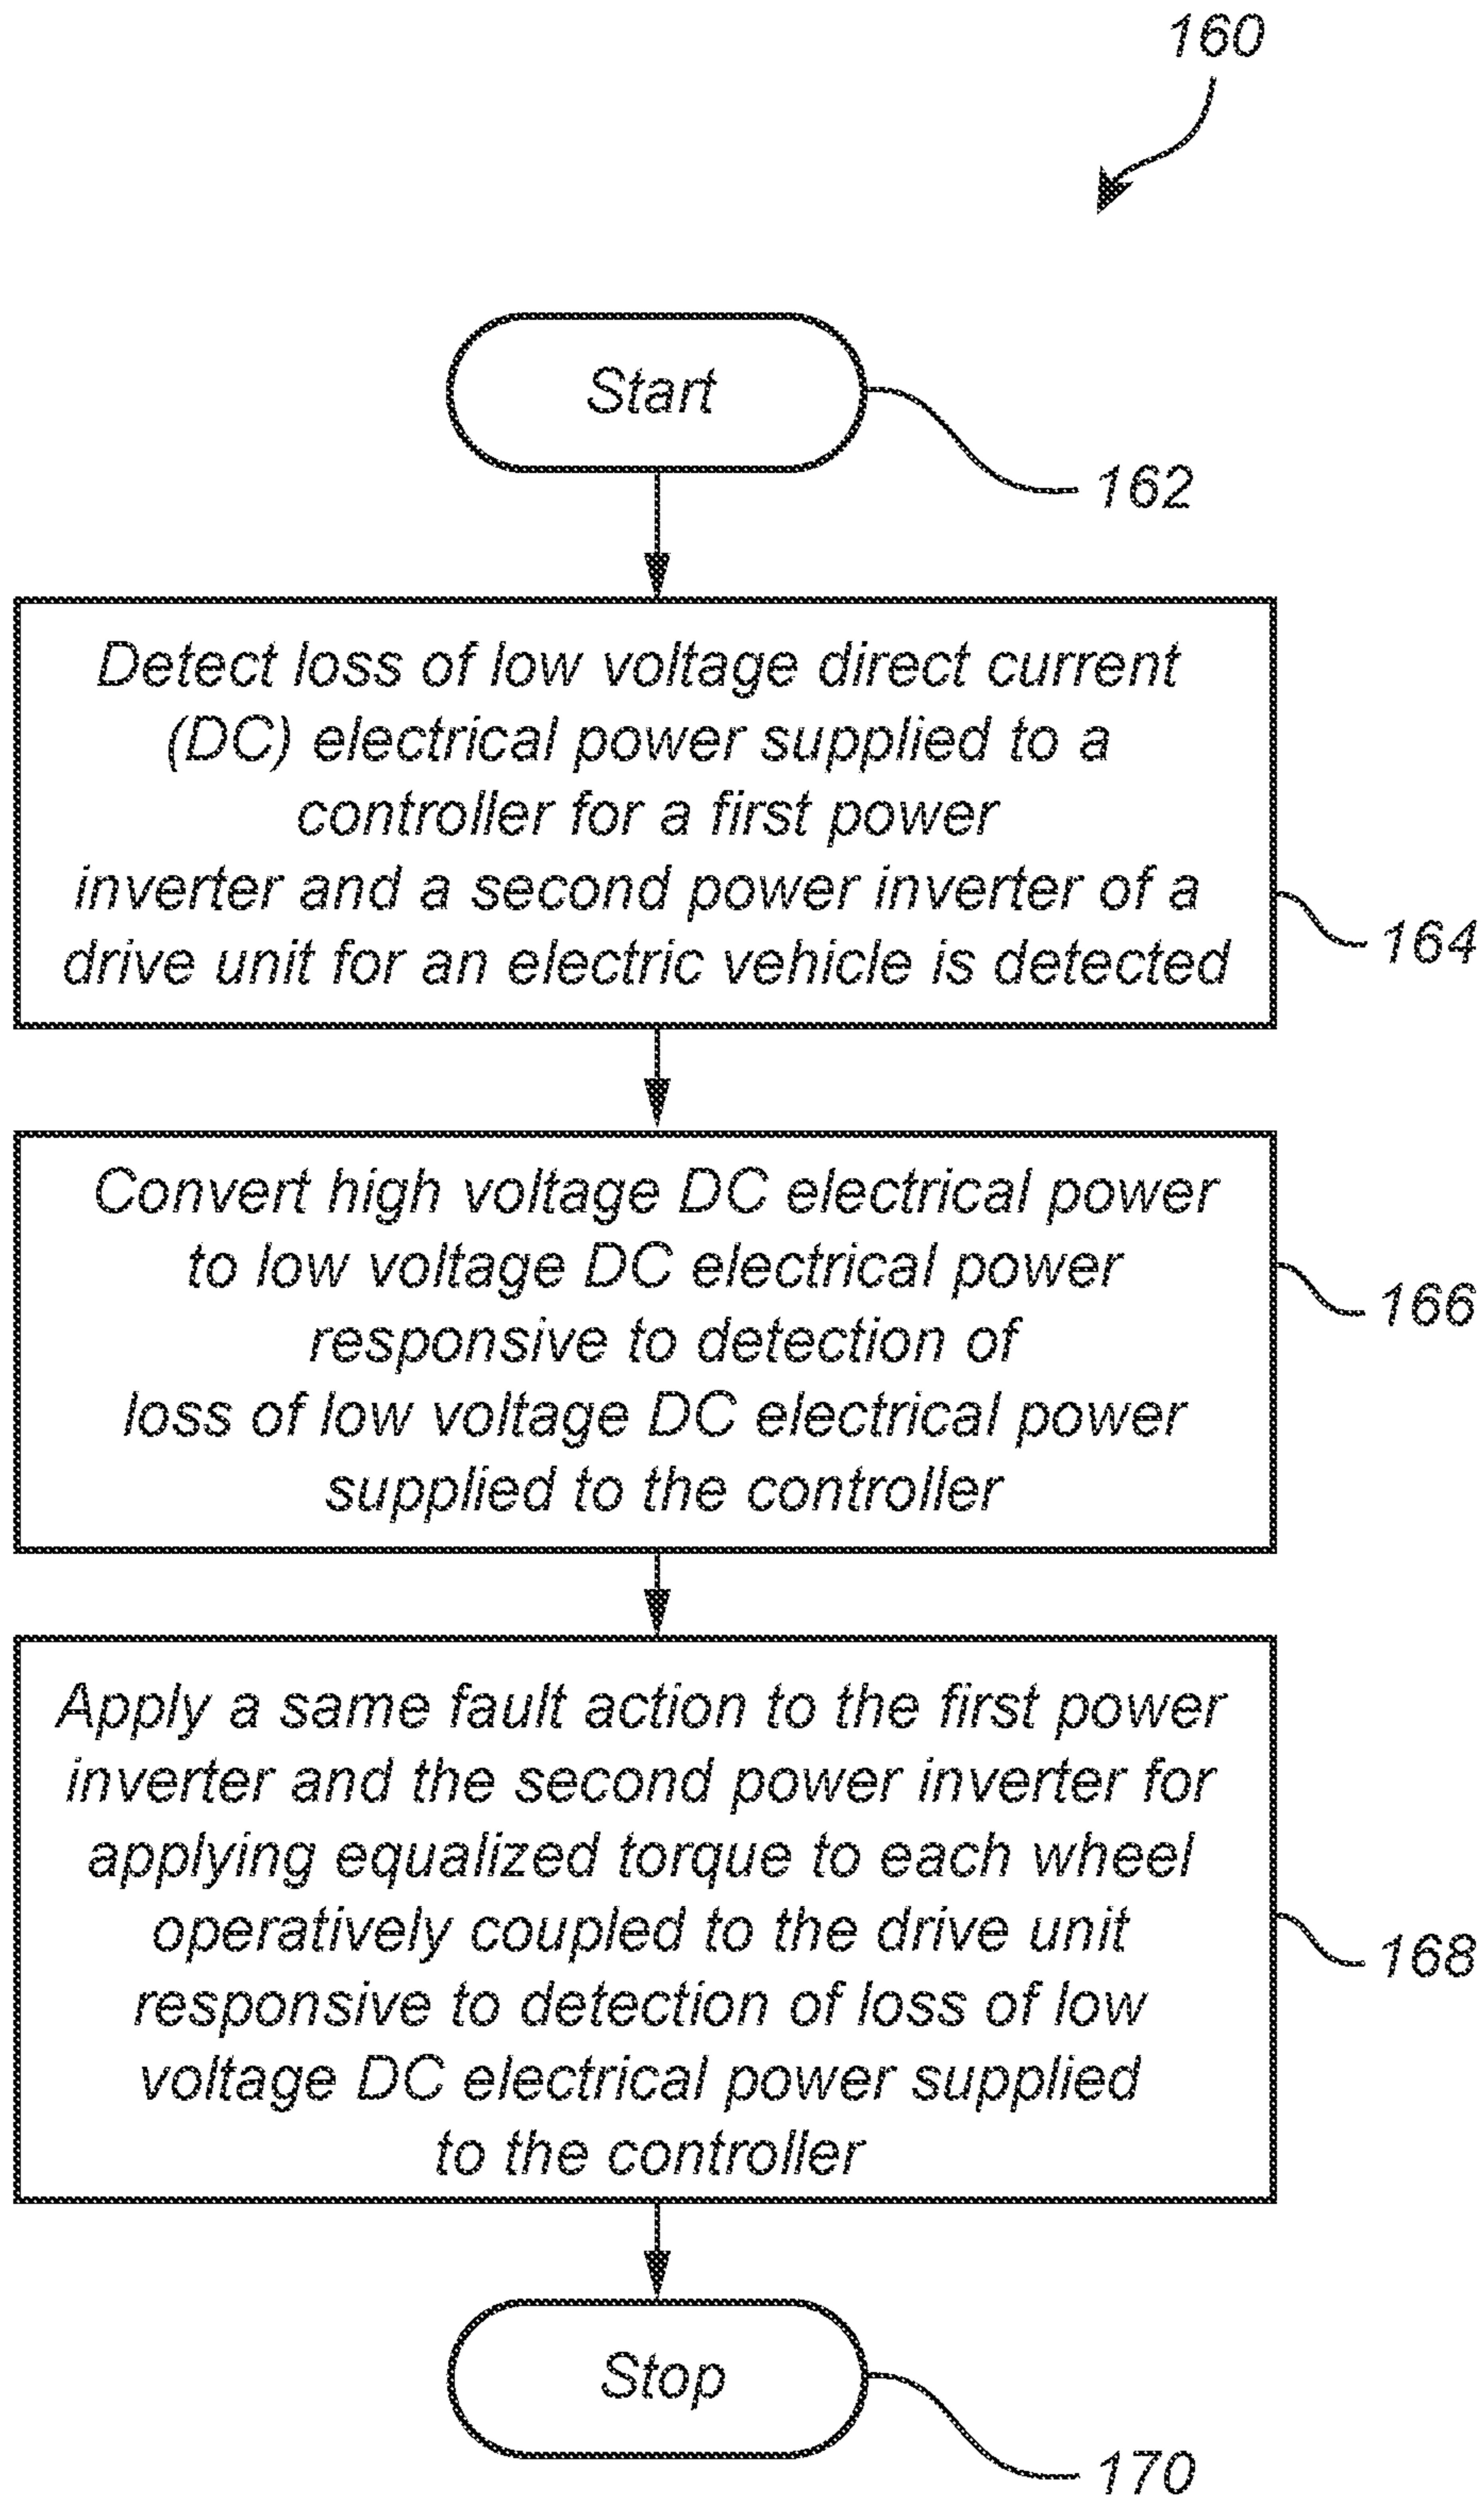 160
Start
162
Detect loss of low voltage direct current
(DC) electrical power supplied to a
controller for a first power
inverter and a second power inverter of a
drive unit for an electric vehicle is detected
164
Convert high voltage DC electrical power
to low voltage DC electrical power
responsive to detection of
loss of low voltage DC electrical power
supplied to the controller
166
Apply a same fault action to the first power
inverter and the second power inverter for
applying equalized torque to each wheel
operatively coupled to the drive unit
responsive to detection of loss of low
voltage DC electrical power supplied
to the controller
168
Stop
170